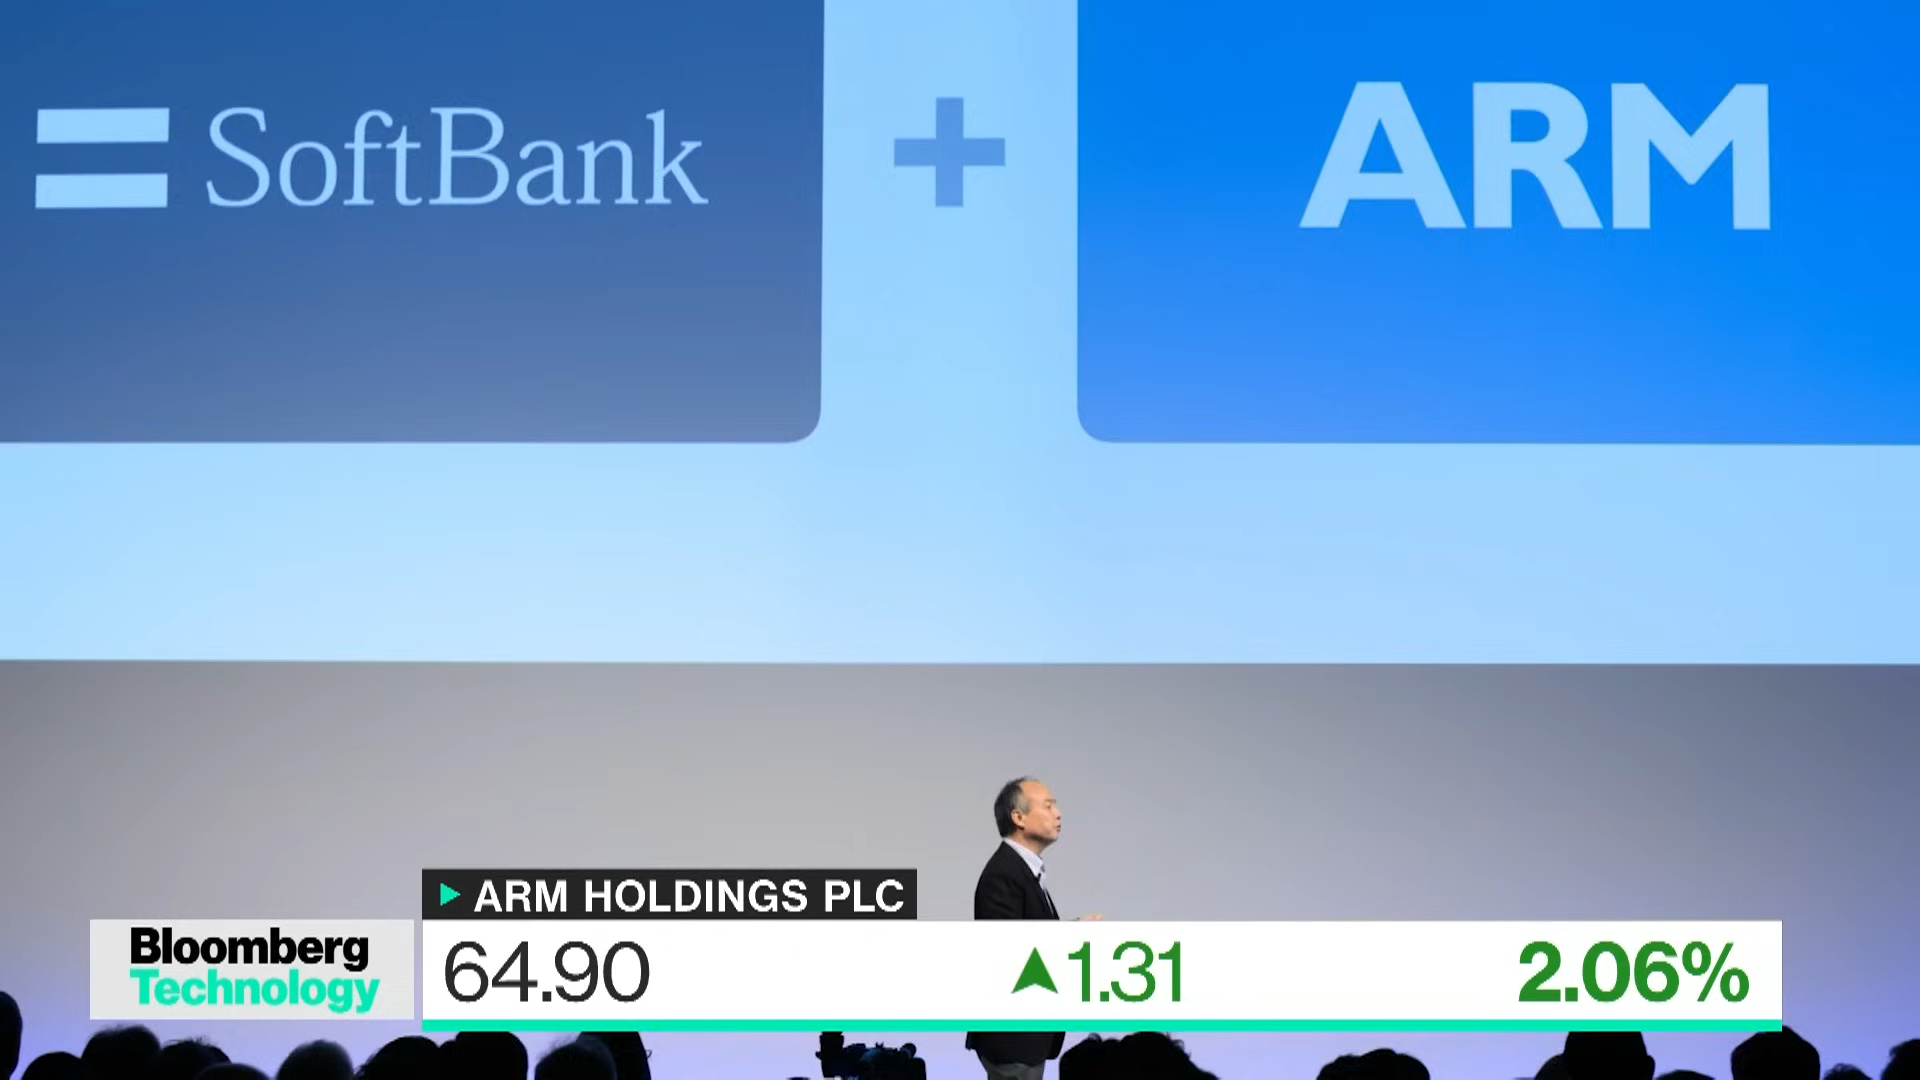 SoftBank + ARM
ARM HOLDINGS PLC
Bloomberg
Technology
64.90 ▲1.31 2.06%